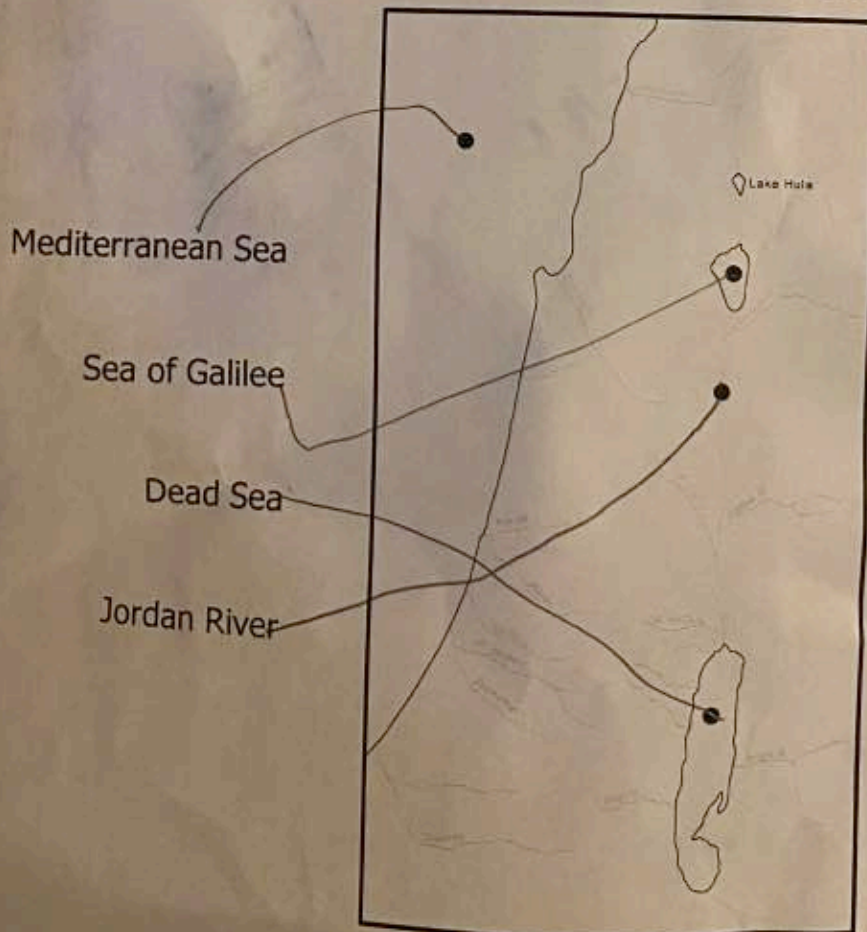 Lake Hula
Mediterranean Sea
Sea of Galilee
Dead Sea
Jordan River